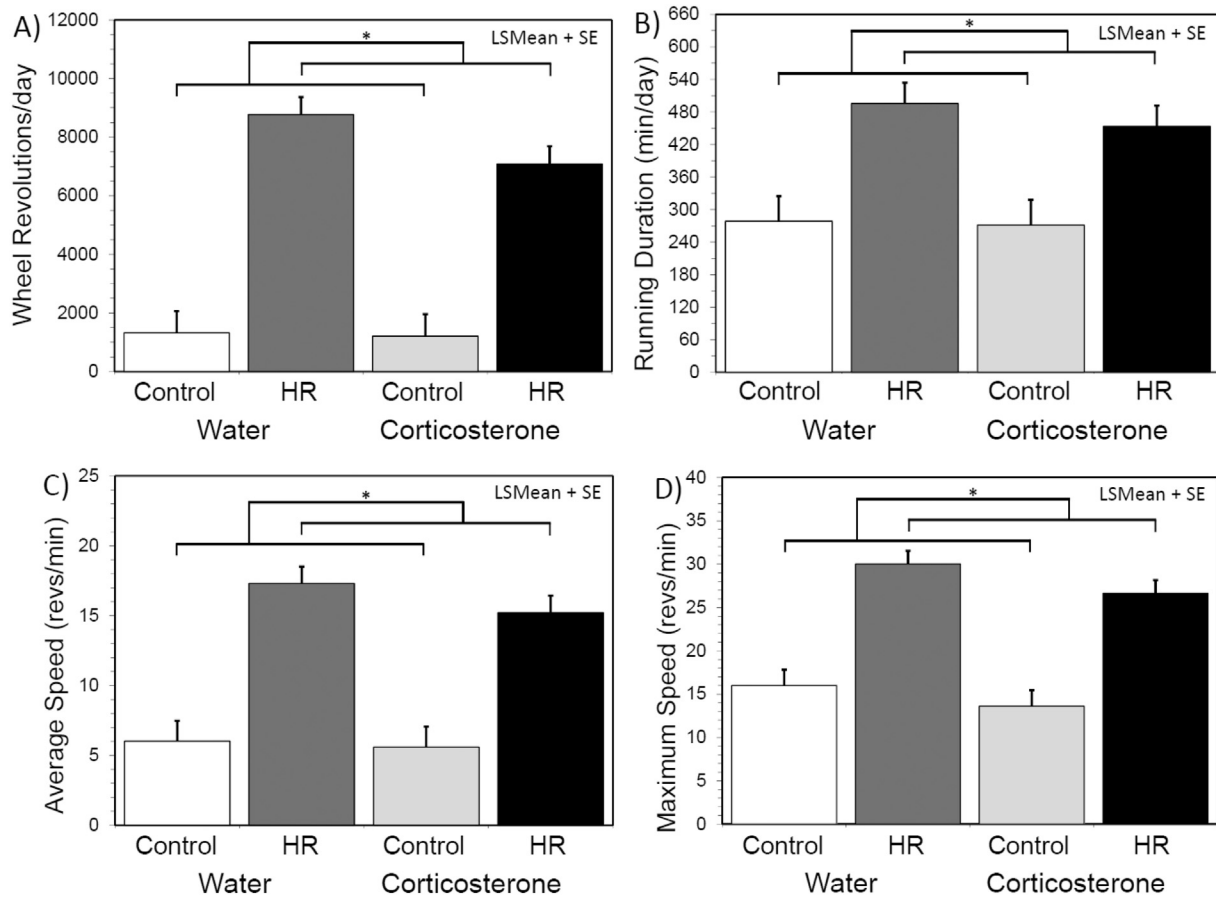 A)
Wheel Revolutions/day
12000
10000
8000
6000
4000
2000
0
LSMean + SE
*
Control HR Control HR
Water Corticosterone
B)
Running Duration (min/day)
660
600
540
480
420
360
300
240
180
120
60
0
LSMean + SE
*
Control HR Control HR
Water Corticosterone
C)
Average Speed (revs/min)
25
20
15
10
5
0
LSMean + SE
*
Control HR Control HR
Water Corticosterone
D)
Maximum Speed (revs/min)
40
35
30
25
20
15
10
5
0
LSMean + SE
*
Control HR Control HR
Water Corticosterone